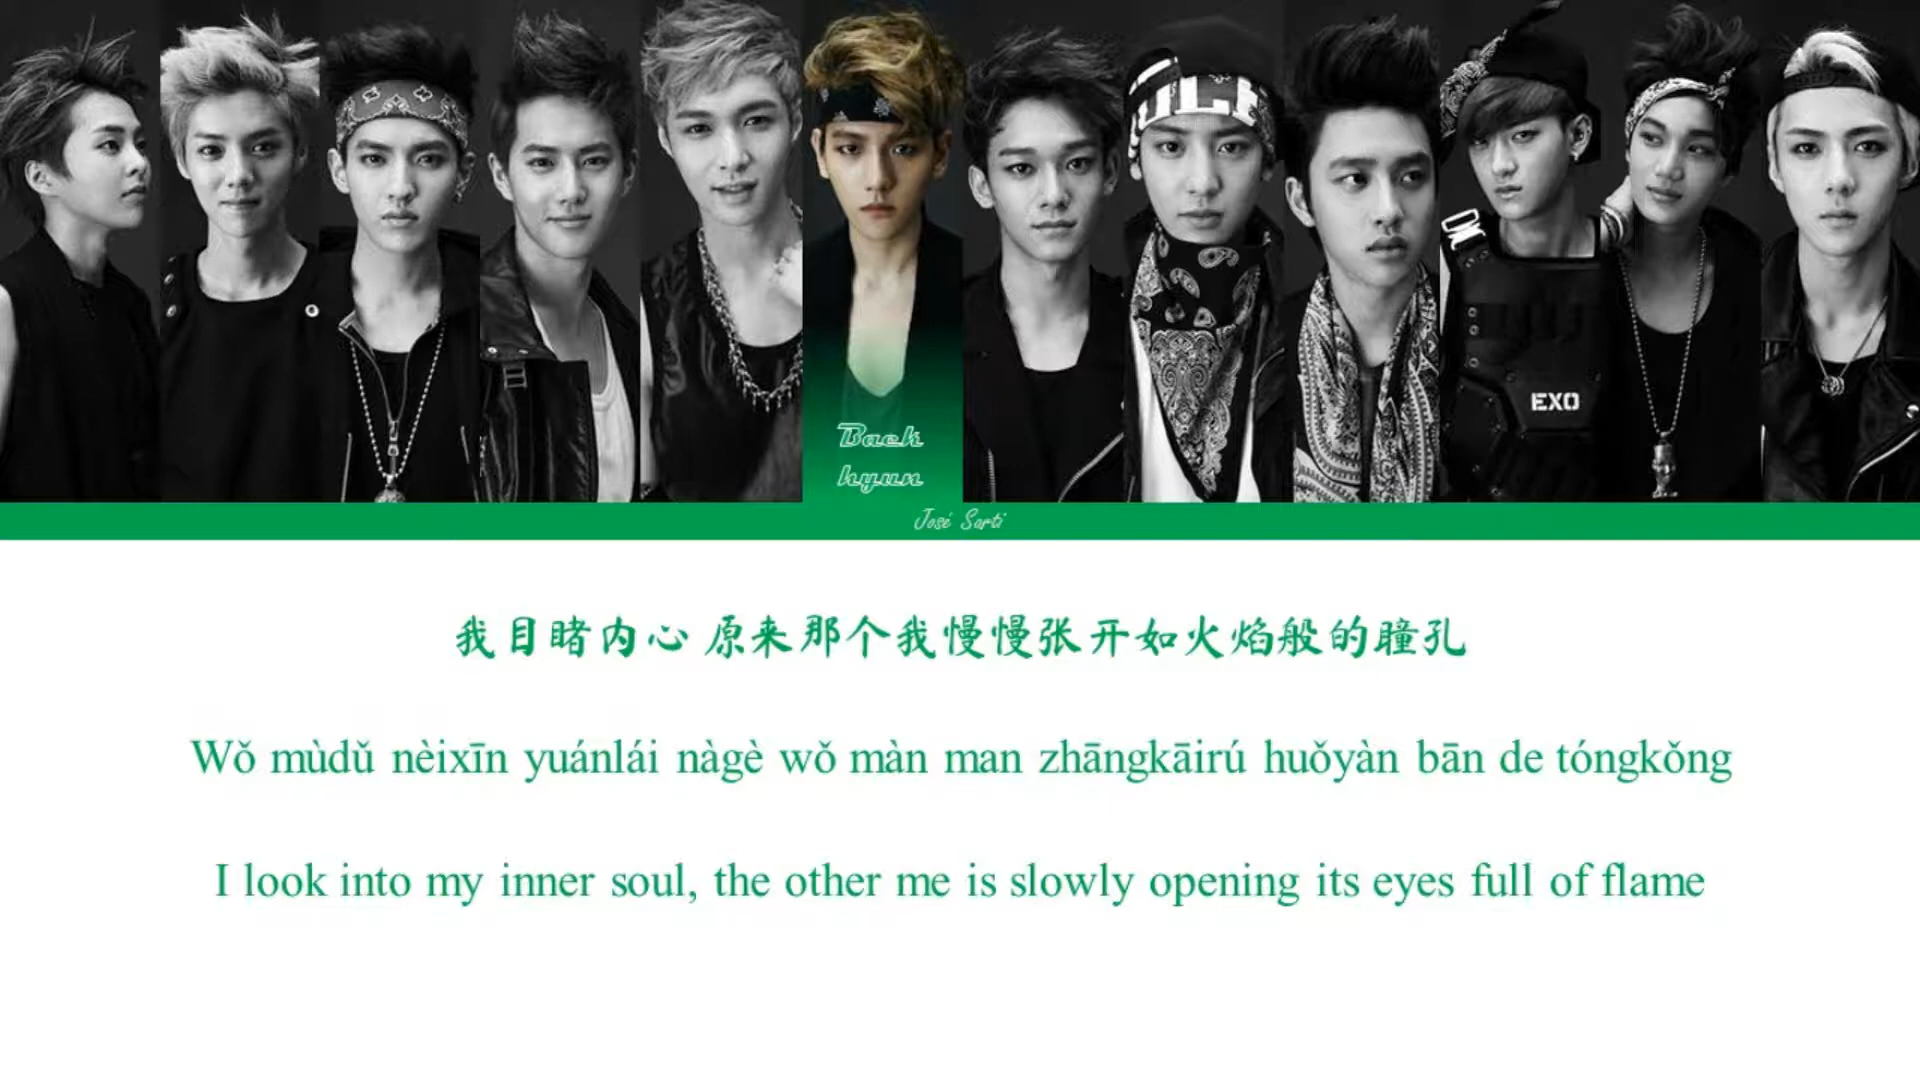 EXO
Baek
hyun
José Sarti
我目睹内心 原来那个我慢慢张开如火焰般的瞳孔
Wǒ mùdǔ nèixīn yuánlái nàgè wǒ màn man zhāngkāirú huǒyàn bān de tóngkǒng
I look into my inner soul, the other me is slowly opening its eyes full of flame